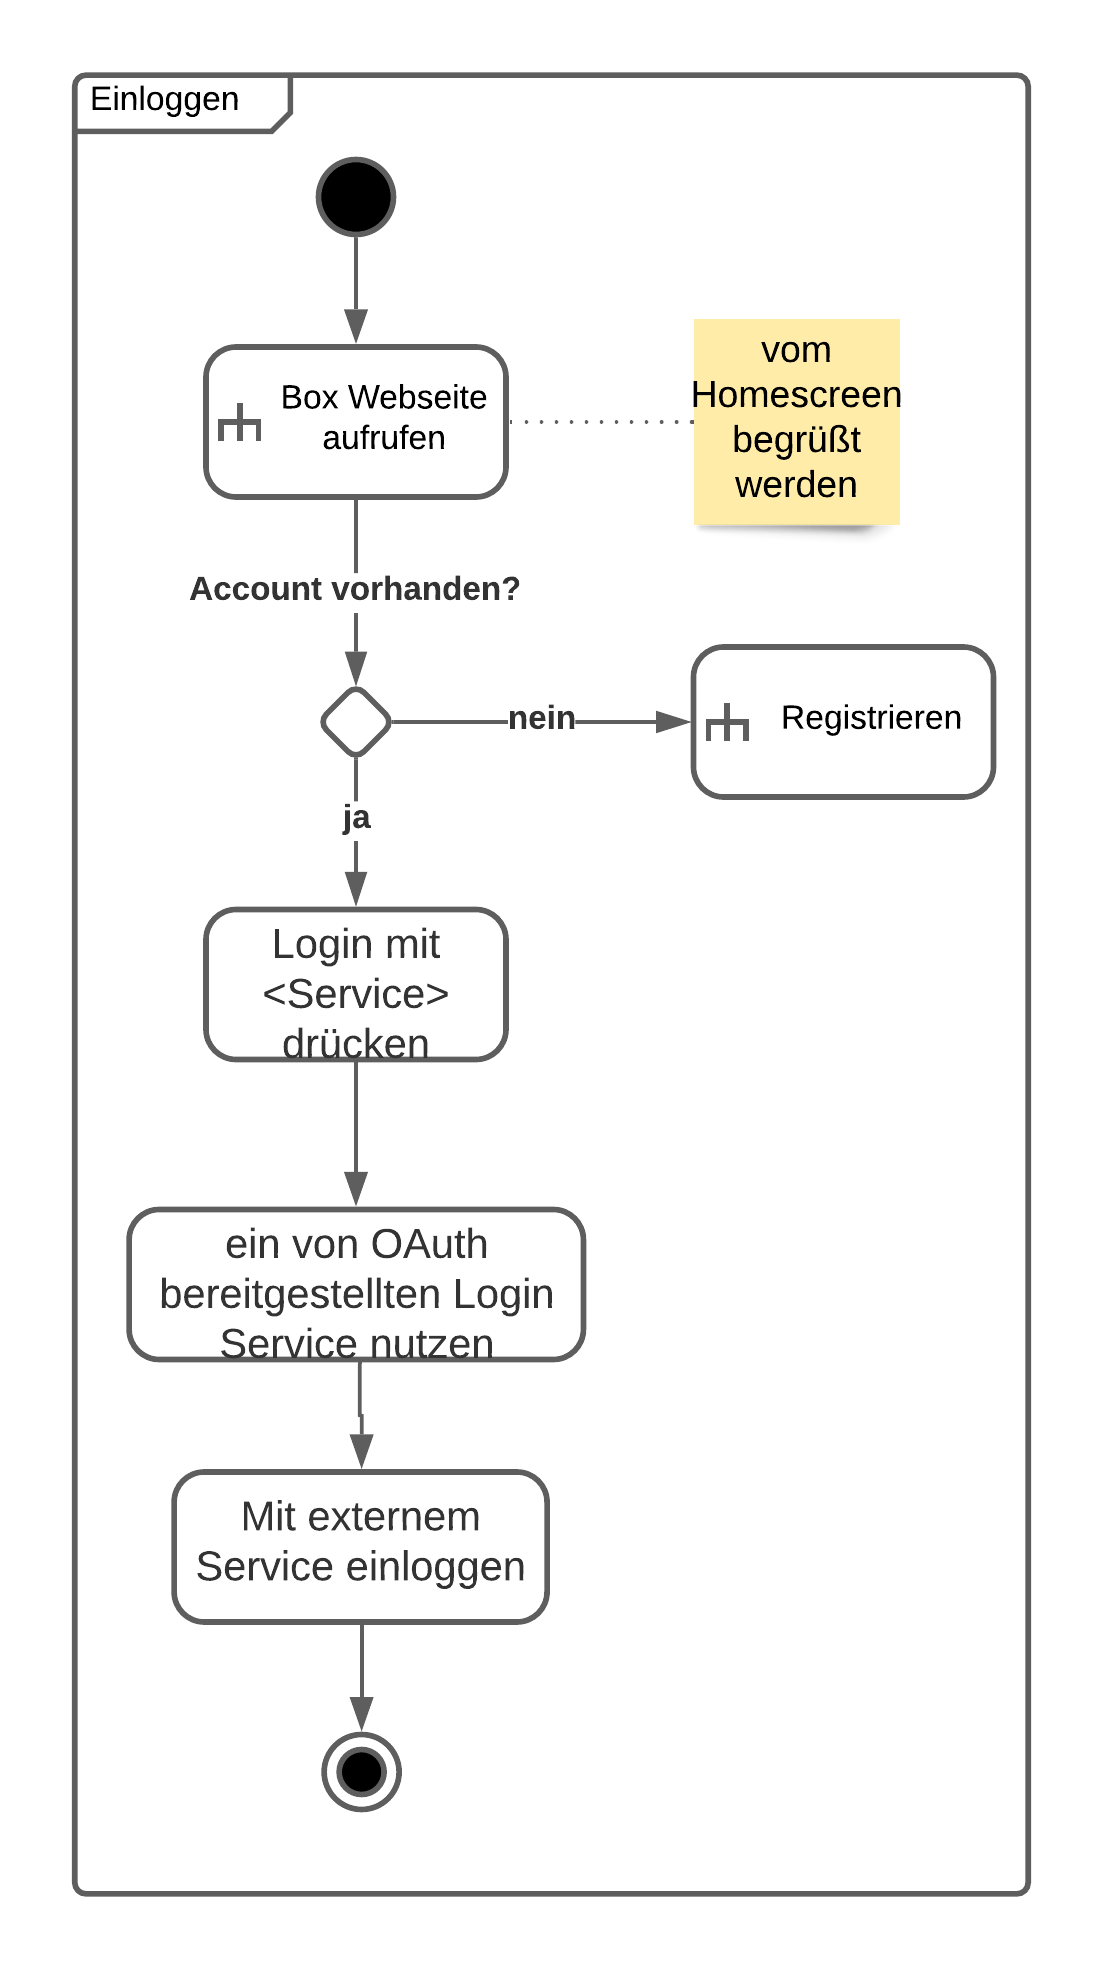 Einloggen
Box Webseite
aufrufen
vom
Homescreen
begrüßt
werden
Account vorhanden?
nein
Registrieren
ja
Login mit
<Service>
drücken
ein von OAuth
bereitgestellten Login
Service nutzen
Mit externem
Service einloggen